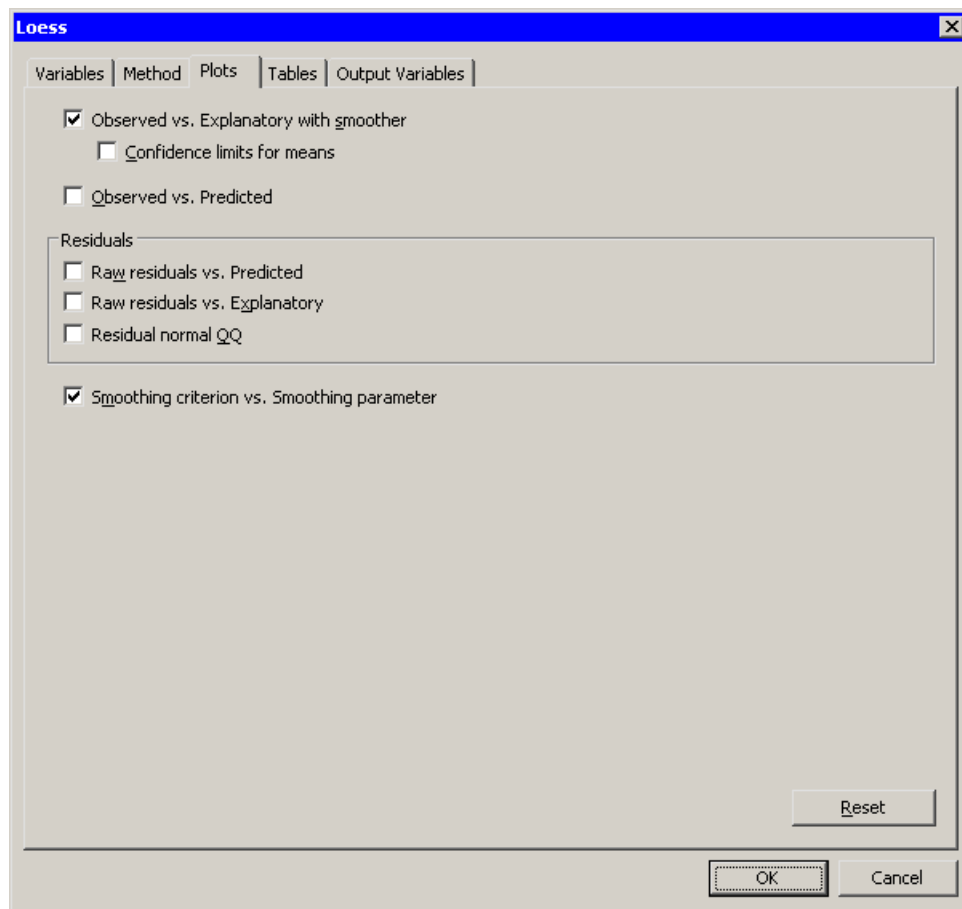 Loess
Variables Method Plots Tables Output Variables
Observed vs. Explanatory with smoother
Confidence limits for means
Observed vs. Predicted
Residuals
Raw residuals vs. Predicted
Raw residuals vs. Explanatory
Residual normal QQ
Smoothing criterion vs. Smoothing parameter
Reset
OK Cancel